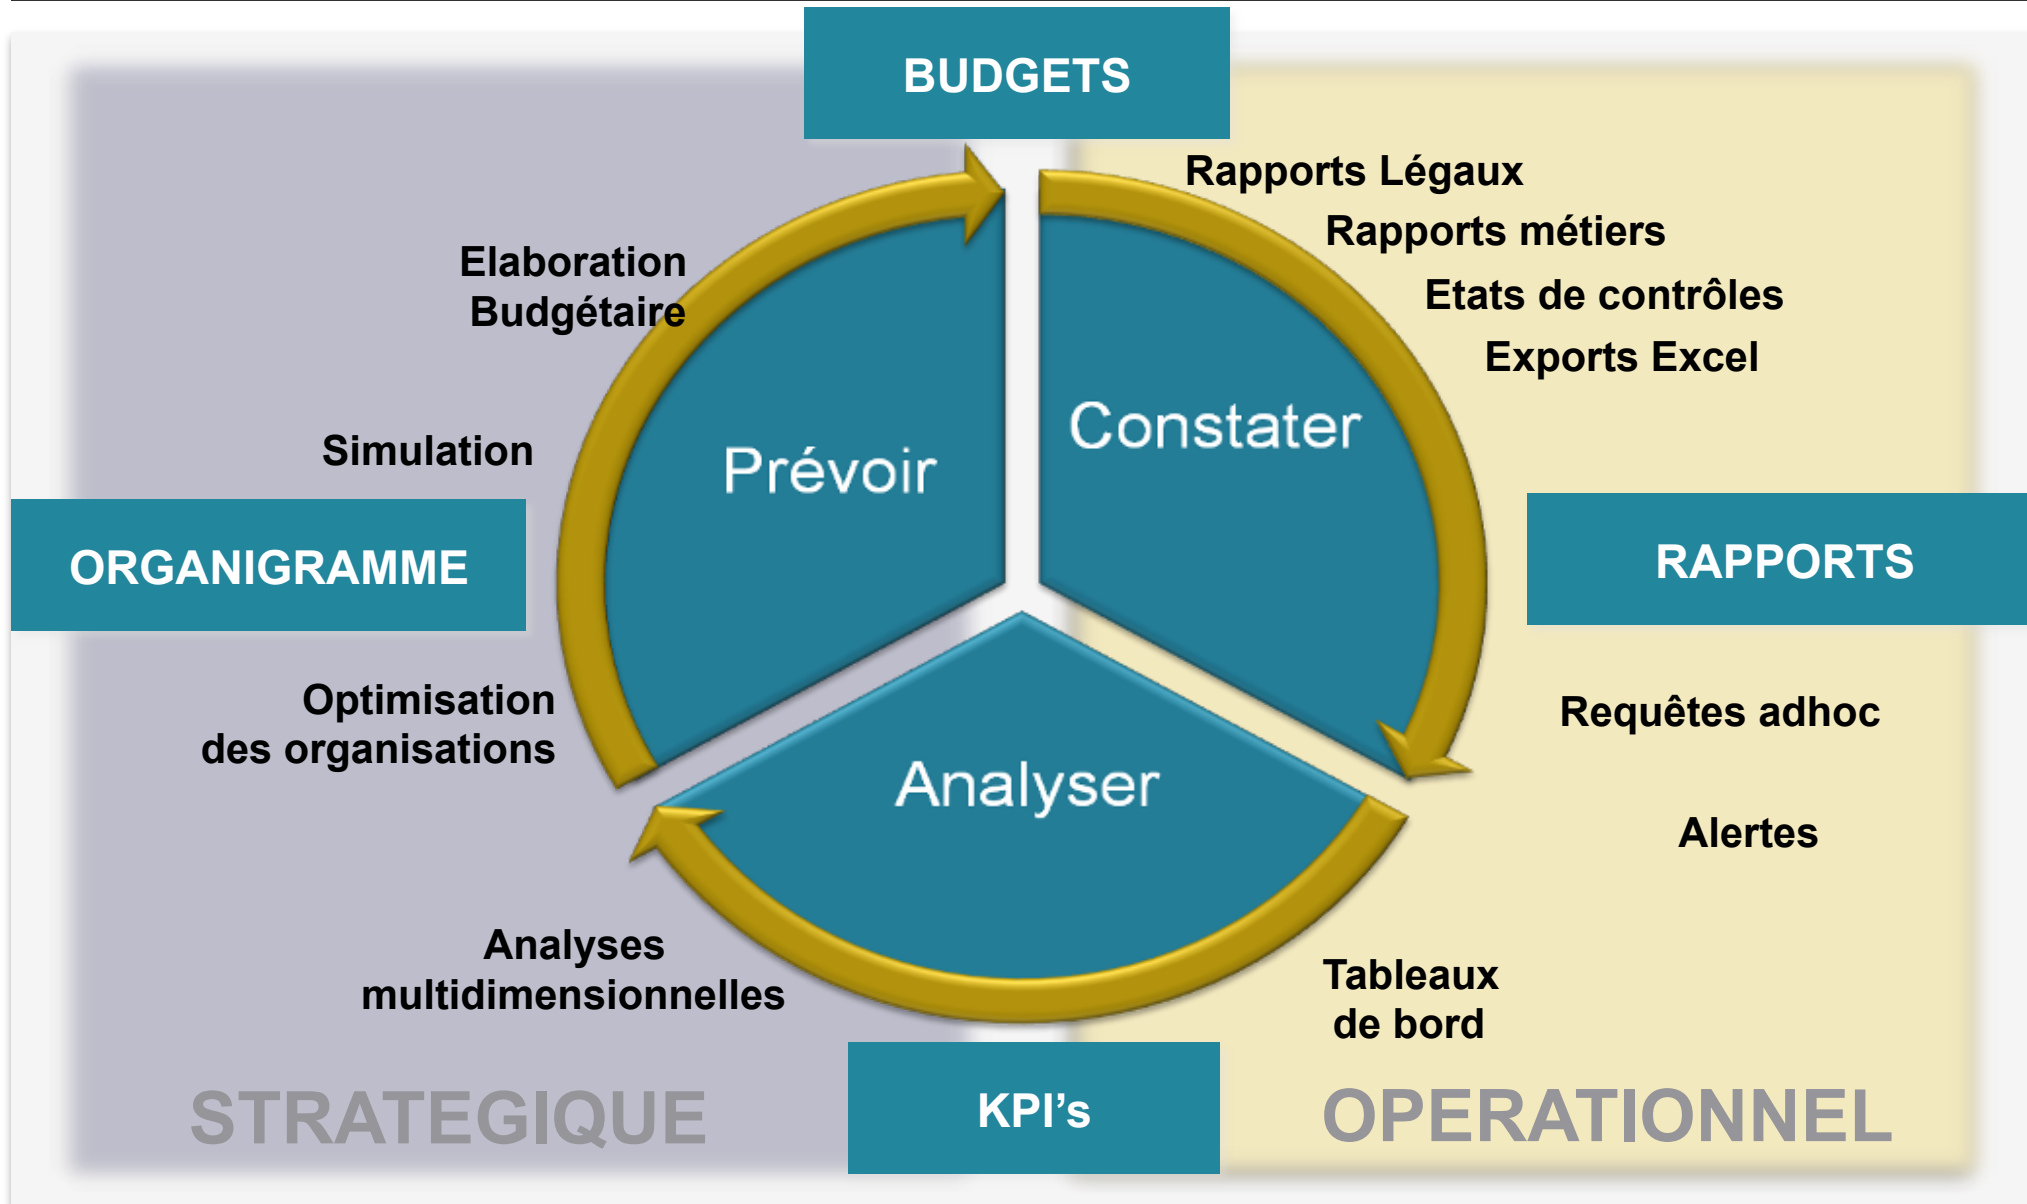 BUDGETS
Rapports Légaux
Rapports métiers
Etats de contrôles
Exports Excel
Elaboration
Budgétaire
Simulation
Prévoir
Constater
ORGANIGRAMME
RAPPORTS
Optimisation
des organisations
Analyser
Requêtes adhoc
Alertes
Analyses
multidimensionnelles
Tableaux
de bord
STRATEGIQUE
KPI’s
OPERATIONNEL